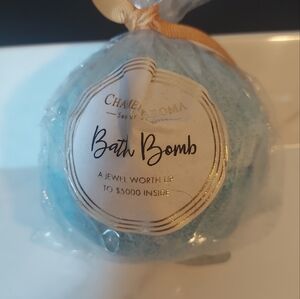 Bath Bomb
A JEWEL WORTH UP
TO $5000 INSIDE